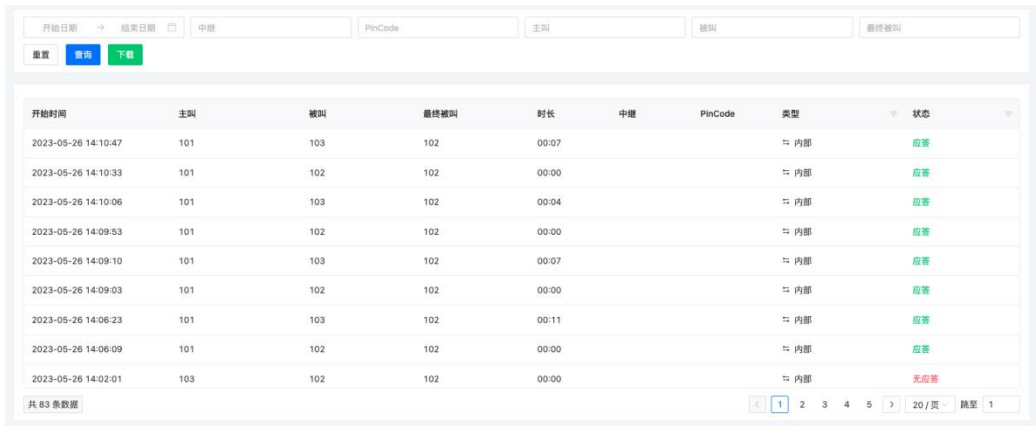 开始日期 → 结束日期 中继 PinCode 主叫 被叫 最终被叫
重置 查询 下载
开始时间 主叫 被叫 最终被叫 时长 中继 PinCode 类型 状态
2023-05-26 14:10:47 101 103 102 00:07 内部 应答
2023-05-26 14:10:33 101 102 102 00:00 内部 应答
2023-05-26 14:10:06 101 103 102 00:04 内部 应答
2023-05-26 14:09:53 101 102 102 00:00 内部 应答
2023-05-26 14:09:10 101 103 102 00:07 内部 应答
2023-05-26 14:09:03 101 102 102 00:00 内部 应答
2023-05-26 14:06:23 101 103 102 00:11 内部 应答
2023-05-26 14:06:09 101 102 102 00:00 内部 应答
2023-05-26 14:02:01 103 102 102 00:00 内部 无应答
共 83 条数据 < 1 2 3 4 5 > 20 / 页 跳至 1